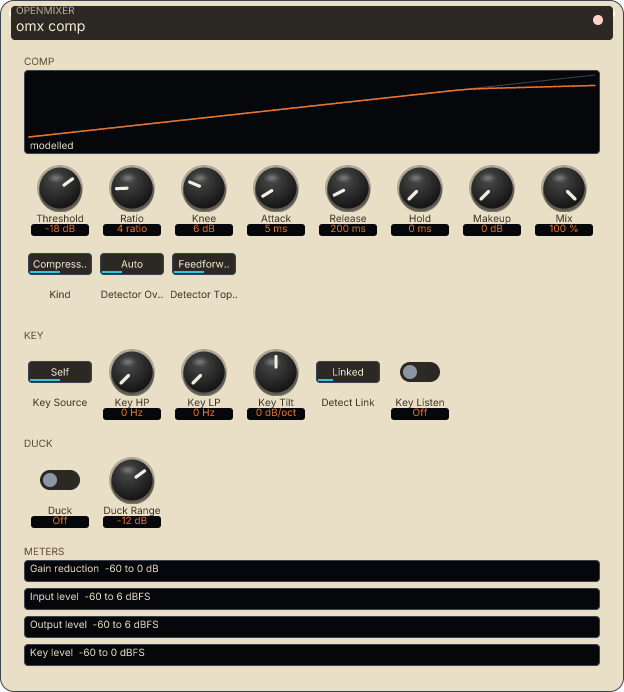 OPENMIXER
omx comp
COMP
modelled
Threshold Ratio Knee Attack Release Hold Makeup Mix
-18 dB 4 ratio 6 dB 5 ms 200 ms 0 ms 0 dB 100 %
Compress.. Auto Feedforw..
Kind Detector Ov.. Detector Top..
KEY
Self Linked
Key Source Key HP Key LP Key Tilt Detect Link Key Listen
0 Hz 0 Hz 0 dB/oct Off
DUCK
Duck Duck Range
Off -12 dB
METERS
Gain reduction -60 to 0 dB
Input level -60 to 6 dBFS
Output level -60 to 6 dBFS
Key level -60 to 0 dBFS